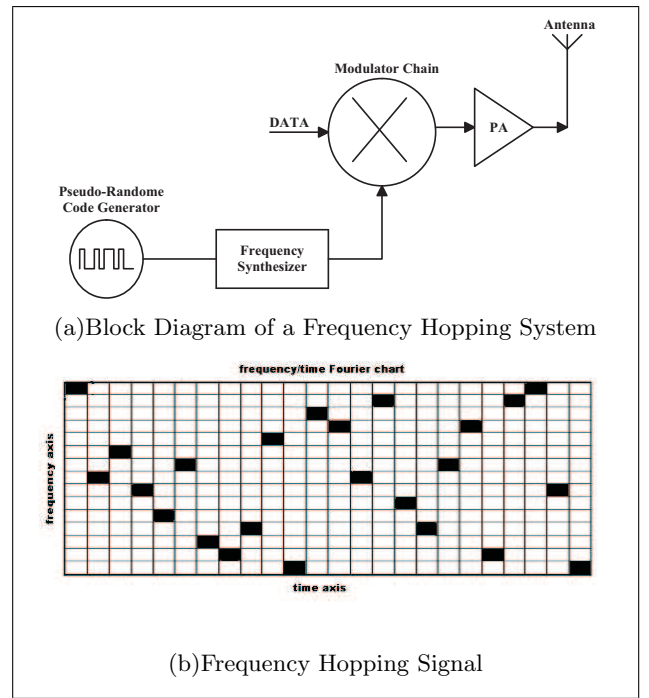 Antenna
Modulator Chain
DATA
PA
Pseudo-Randome
Code Generator
Frequency
Synthesizer
(a)Block Diagram of a Frequency Hopping System
frequency/time Fourier chart
frequency axis
time axis
(b)Frequency Hopping Signal